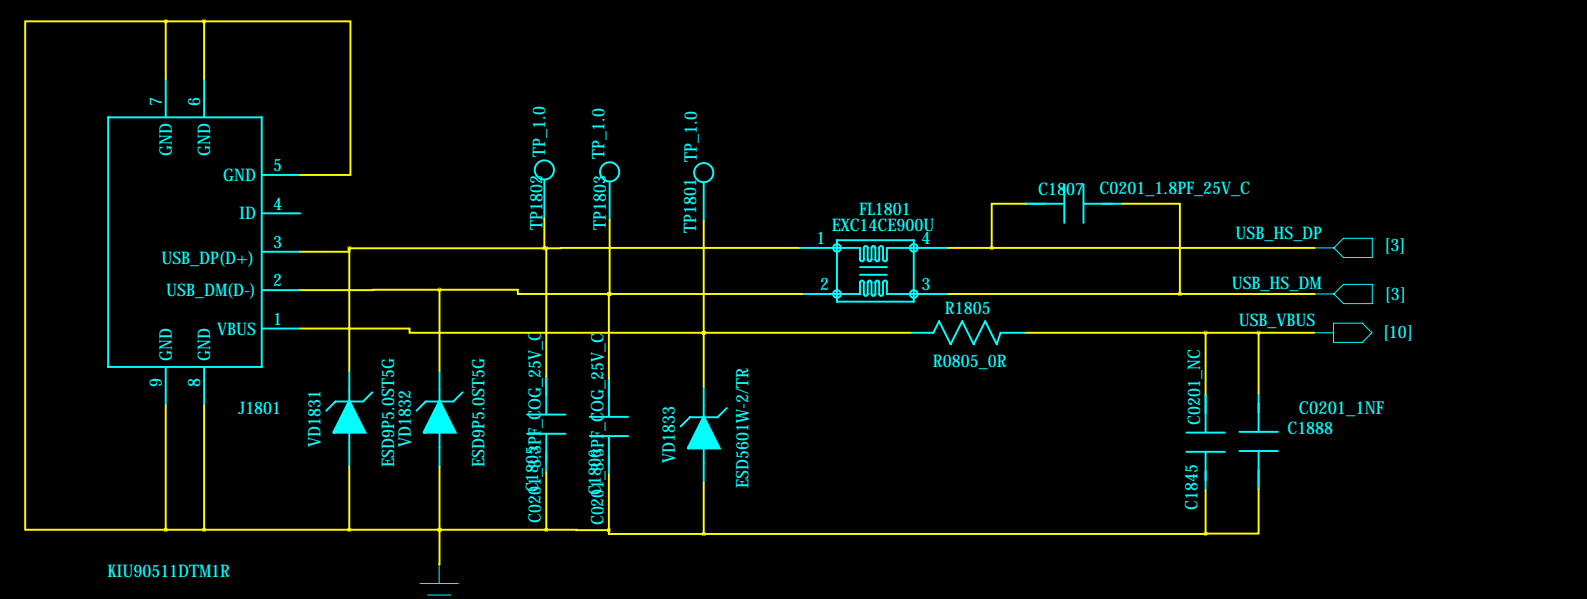 7
6
GND
GND
GND
5
ID
4
USB_DP(D+)
3
USB_DM(D-)
2
VBUS
1
GND
GND
9
8
J1801
KIU90511DTM1R
TP_1.0
TP1802
TP_1.0
TP1803
TP_1.0
TP1801
VD1831
ESD9P5.0ST5G
VD1832
ESD9P5.0ST5G
VD1833
ESD5601W-2/TR
FL1801
EXC14CE900U
1
4
2
3
C1807
C0201_1.8PF_25V_C
R1805
R0805_0R
USB_HS_DP
[3]
USB_HS_DM
[3]
USB_VBUS
[10]
C0201_NC
C1845
C0201_1NF
C1888